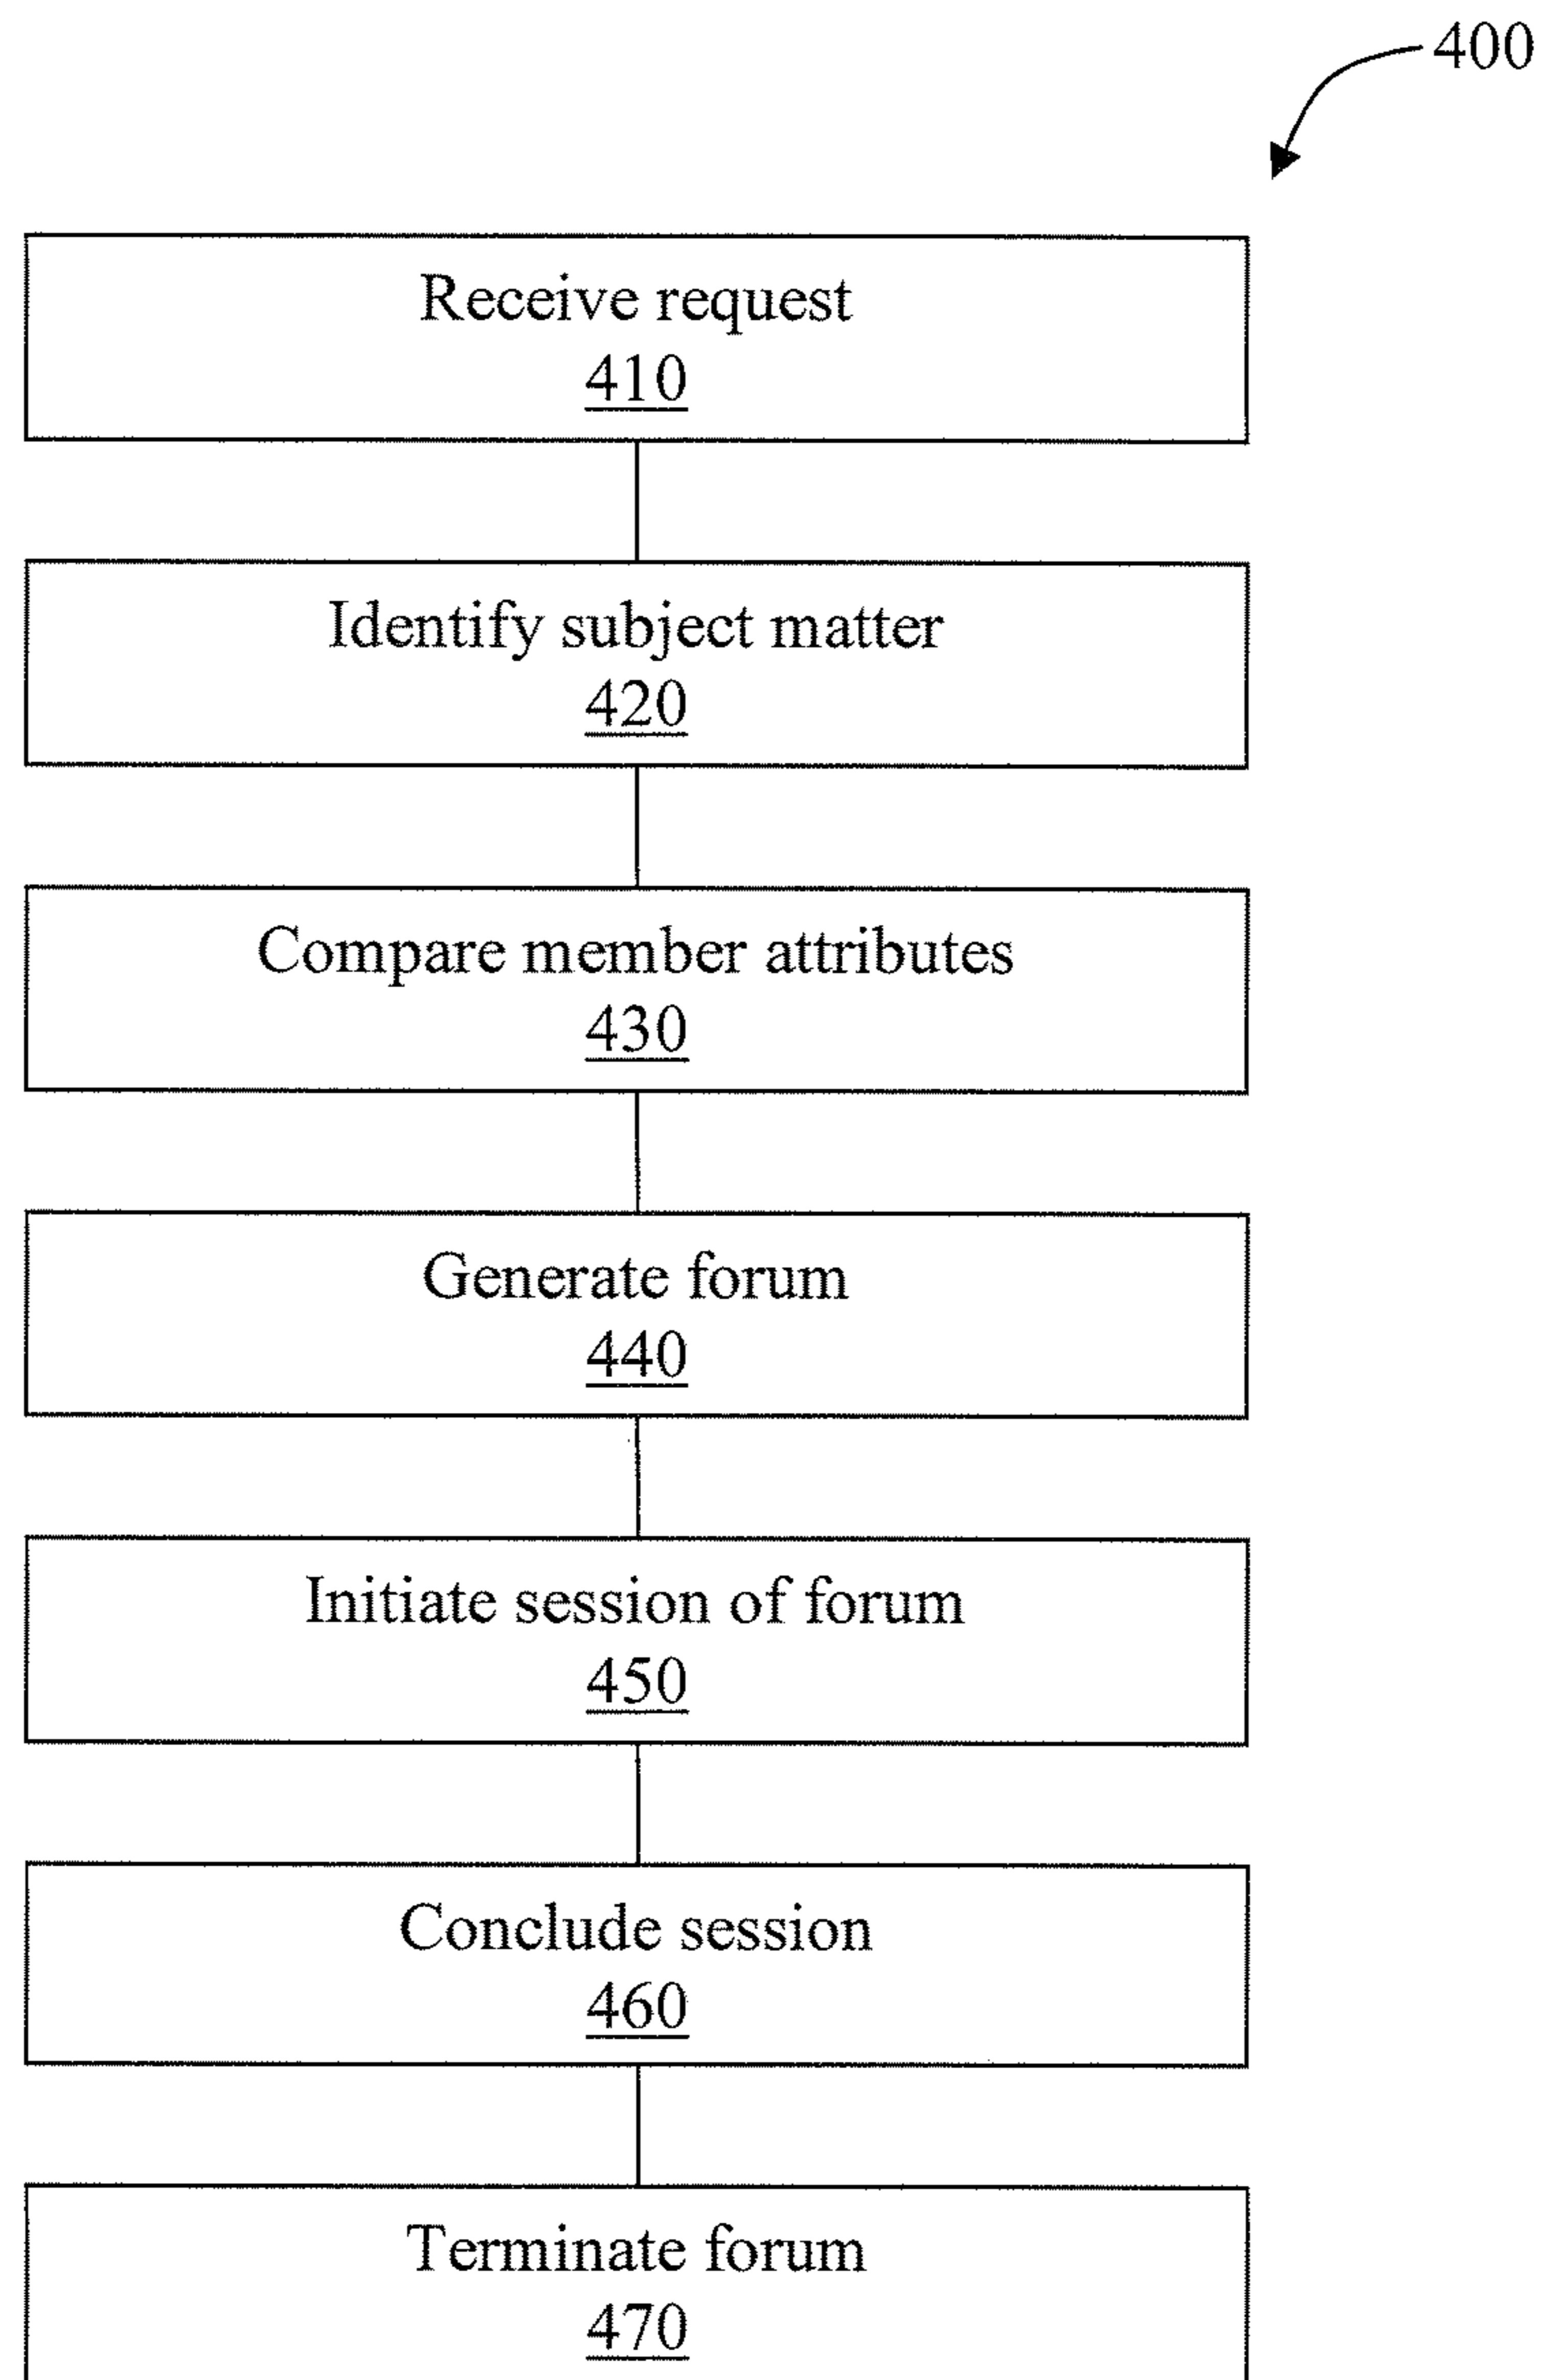 400
Receive request
410
Identify subject matter
420
Compare member attributes
430
Generate forum
440
Initiate session of forum
450
Conclude session
460
Terminate forum
470